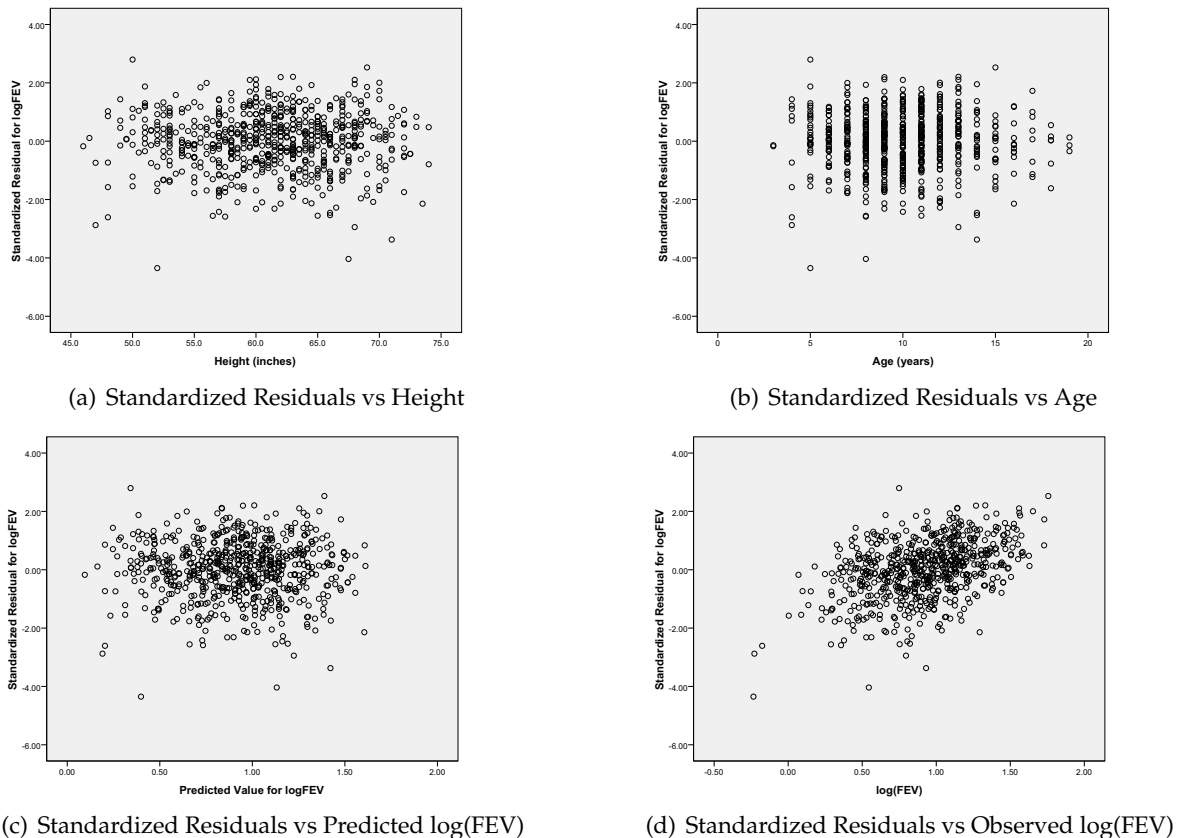 4.00
2.00
0.00
-2.00
-4.00
-6.00
Standardized Residual for logFEV
45.0 50.0 55.0 60.0 65.0 70.0 75.0
Height (inches)
(a) Standardized Residuals vs Height
4.00
2.00
0.00
-2.00
-4.00
-6.00
Standardized Residual for logFEV
0 5 10 15 20
Age (years)
(b) Standardized Residuals vs Age
4.00
2.00
0.00
-2.00
-4.00
-6.00
Standardized Residual for logFEV
0.00 0.50 1.00 1.50 2.00
Predicted Value for logFEV
(c) Standardized Residuals vs Predicted log(FEV)
4.00
2.00
0.00
-2.00
-4.00
-6.00
Standardized Residual for logFEV
-0.50 0.00 0.50 1.00 1.50 2.00
log(FEV)
(d) Standardized Residuals vs Observed log(FEV)